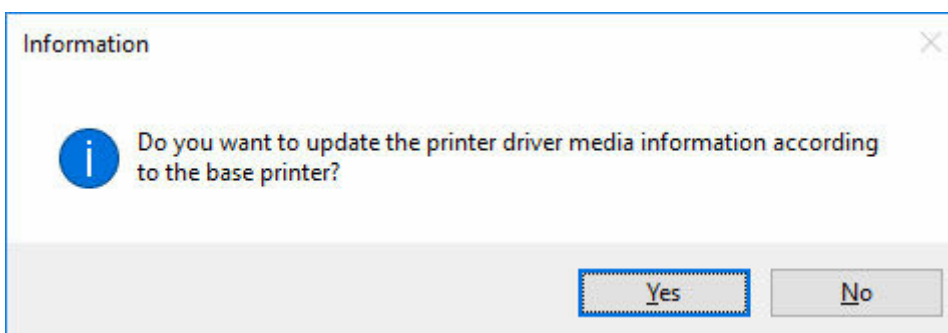 Information
Do you want to update the printer driver media information according
to the base printer?
Yes
No